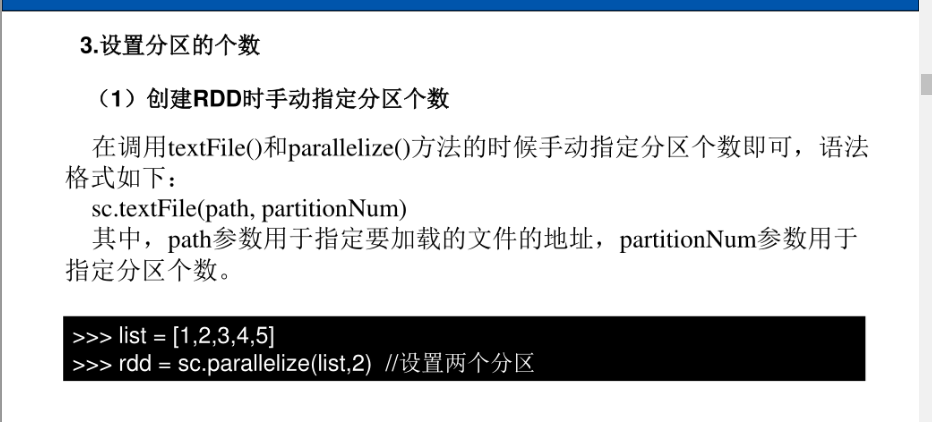 3.设置分区的个数
（1）创建RDD时手动指定分区个数
在调用textFile()和parallelize()方法的时候手动指定分区个数即可，语法
格式如下：
sc.textFile(path, partitionNum)
其中，path参数用于指定要加载的文件的地址，partitionNum参数用于
指定分区个数。
>>> list = [1,2,3,4,5]
>>> rdd = sc.parallelize(list,2) //设置两个分区